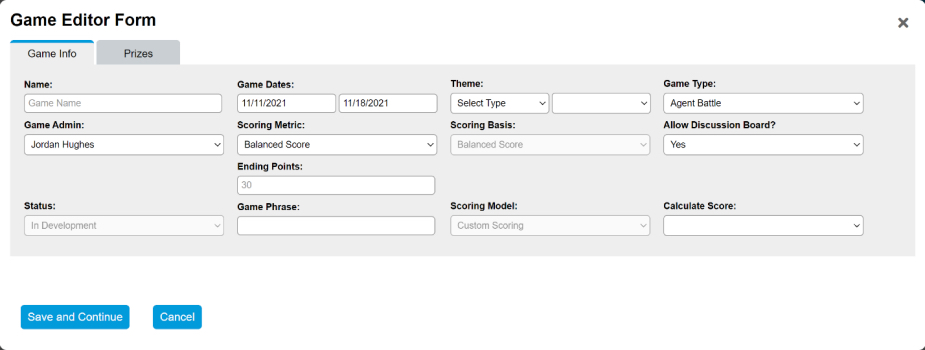 Game Editor Form
×
Game Info Prizes
Name: Game Dates: Theme: Game Type:
Game Name 11/11/2021 11/18/2021 Select Type Agent Battle
Game Admin: Scoring Metric: Scoring Basis: Allow Discussion Board?
Jordan Hughes Balanced Score Balanced Score Yes
Ending Points:
30
Status: Game Phrase: Scoring Model: Calculate Score:
In Development Custom Scoring
Save and Continue Cancel